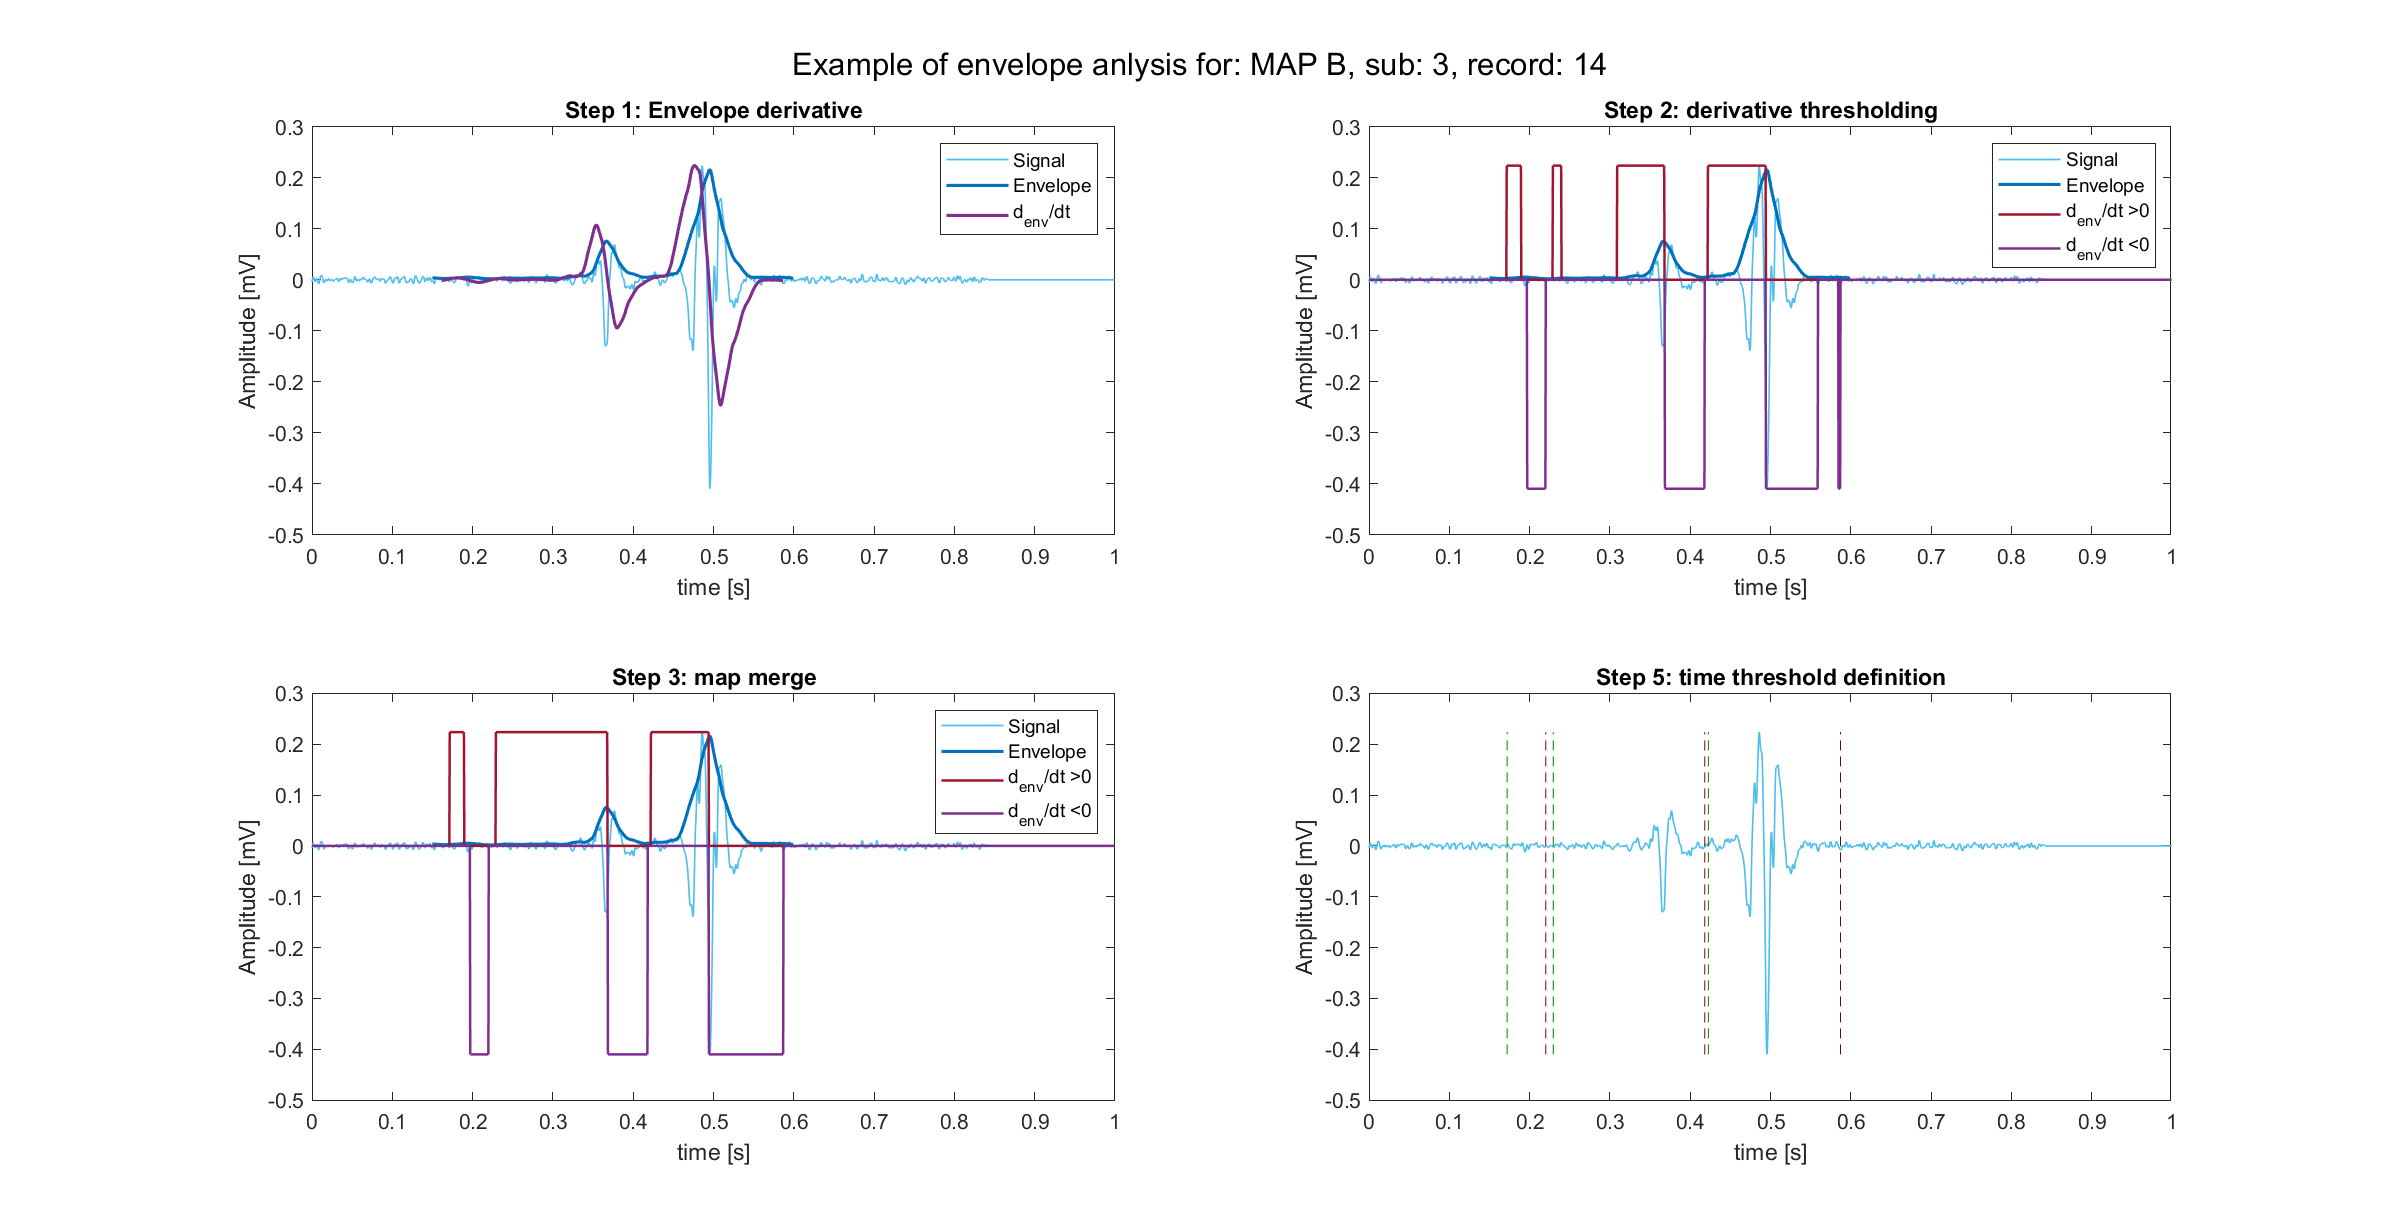 Example of envelope anlysis for: MAP B, sub: 3, record: 14
Step 1: Envelope derivative
0.3
0.2
0.1
0
-0.1
-0.2
-0.3
-0.4
-0.5
Amplitude [mV]
0 0.1 0.2 0.3 0.4 0.5 0.6 0.7 0.8 0.9 1
time [s]
Signal
Envelope
d_env/dt
Step 2: derivative thresholding
0.3
0.2
0.1
0
-0.1
-0.2
-0.3
-0.4
-0.5
Amplitude [mV]
0 0.1 0.2 0.3 0.4 0.5 0.6 0.7 0.8 0.9 1
time [s]
Signal
Envelope
d_env/dt >0
d_env/dt <0
Step 3: map merge
0.3
0.2
0.1
0
-0.1
-0.2
-0.3
-0.4
-0.5
Amplitude [mV]
0 0.1 0.2 0.3 0.4 0.5 0.6 0.7 0.8 0.9 1
time [s]
Signal
Envelope
d_env/dt >0
d_env/dt <0
Step 5: time threshold definition
0.3
0.2
0.1
0
-0.1
-0.2
-0.3
-0.4
-0.5
Amplitude [mV]
0 0.1 0.2 0.3 0.4 0.5 0.6 0.7 0.8 0.9 1
time [s]